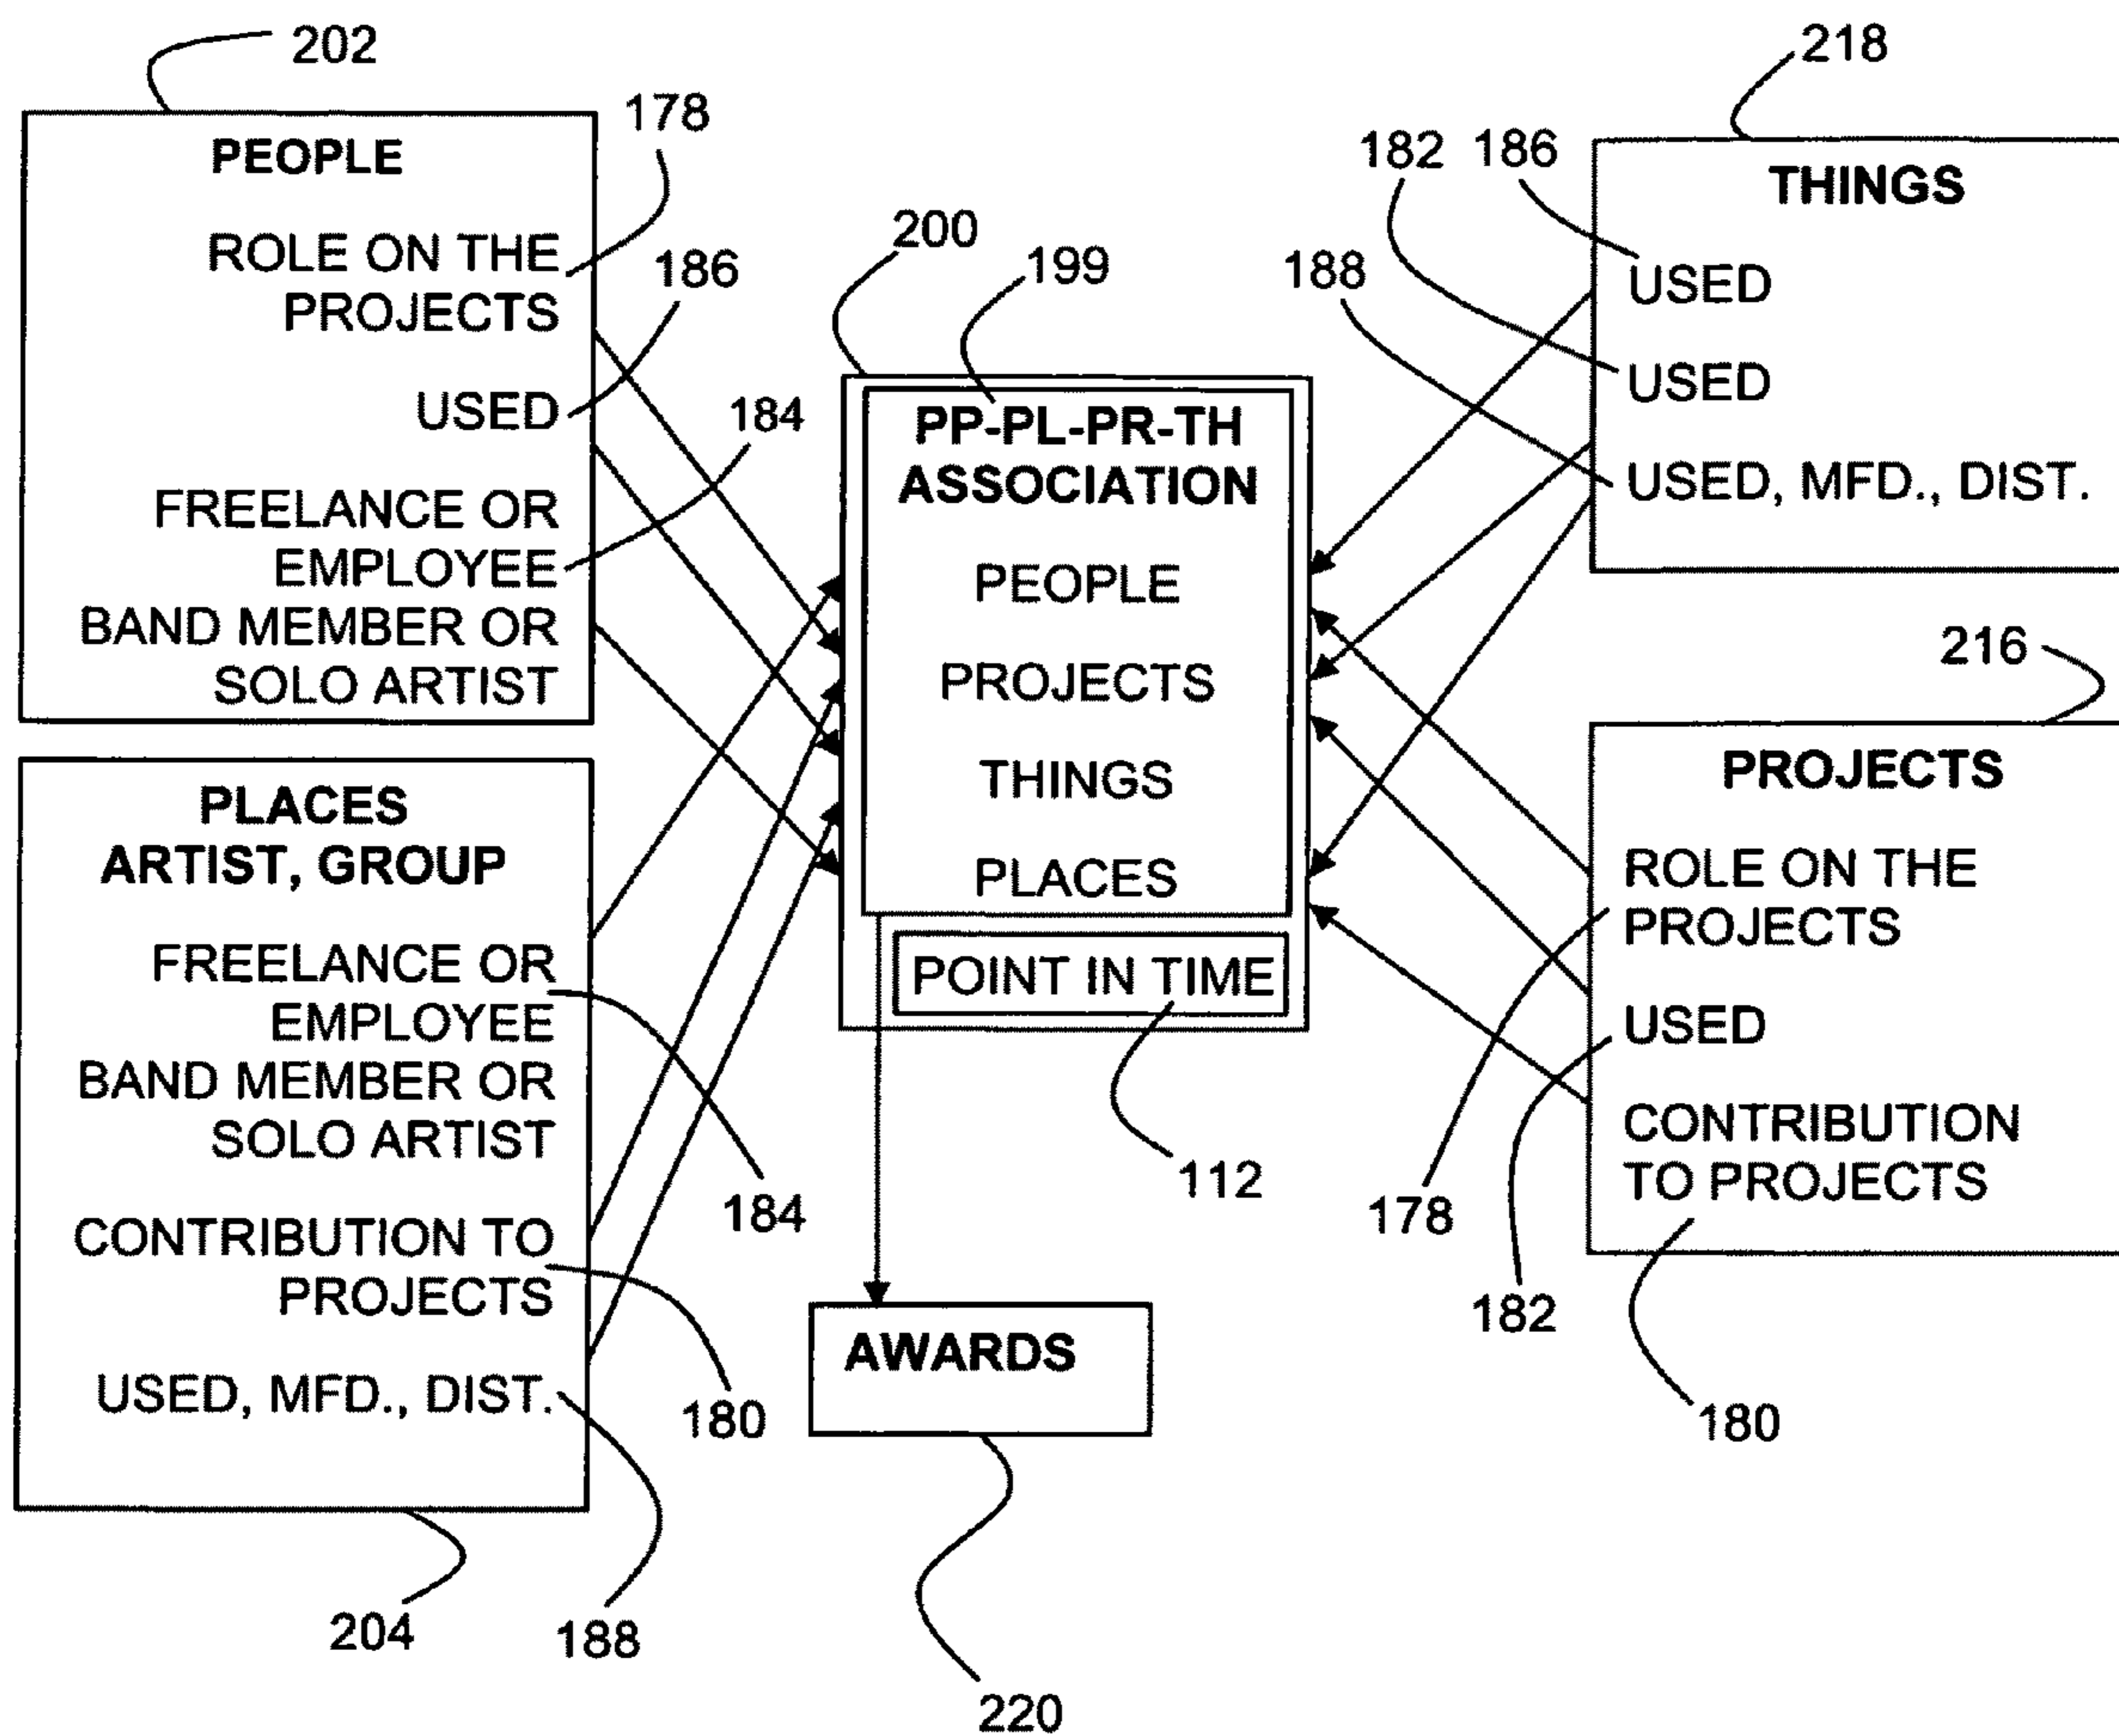 202
PEOPLE
ROLE ON THE
PROJECTS
USED
FREELANCE OR
EMPLOYEE
BAND MEMBER OR
SOLO ARTIST
178
186
184
PLACES
ARTIST, GROUP
FREELANCE OR
EMPLOYEE
BAND MEMBER OR
SOLO ARTIST
CONTRIBUTION TO
PROJECTS
USED, MFD., DIST.
184
180
204
188
200
199
PP-PL-PR-TH
ASSOCIATION
PEOPLE
PROJECTS
THINGS
PLACES
POINT IN TIME
112
AWARDS
220
218
182
186
188
THINGS
USED
USED
USED, MFD., DIST.
216
PROJECTS
ROLE ON THE
PROJECTS
USED
CONTRIBUTION
TO PROJECTS
178
182
180